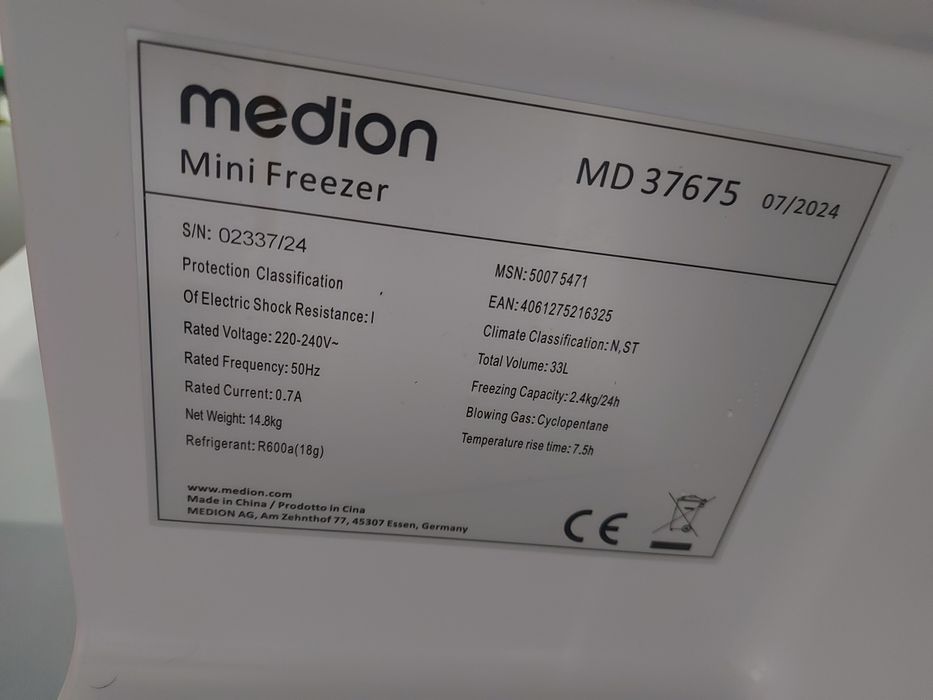 medion
Mini Freezer
MD 37675 07/2024
S/N: 02337/24
Protection Classification
Of Electric Shock Resistance: I
Rated Voltage: 220-240V~
Rated Frequency: 50Hz
Rated Current: 0.7A
Net Weight: 14.8kg
Refrigerant: R600a(18g)
MSN: 5007 5471
EAN: 4061275216325
Climate Classification: N,ST
Total Volume: 33L
Freezing Capacity: 2.4kg/24h
Blowing Gas: Cyclopentane
Temperature rise time: 7.5h
www.medion.com
Made in China / Prodotto in Cina
MEDION AG, Am Zehnthof 77, 45307 Essen, Germany
CE